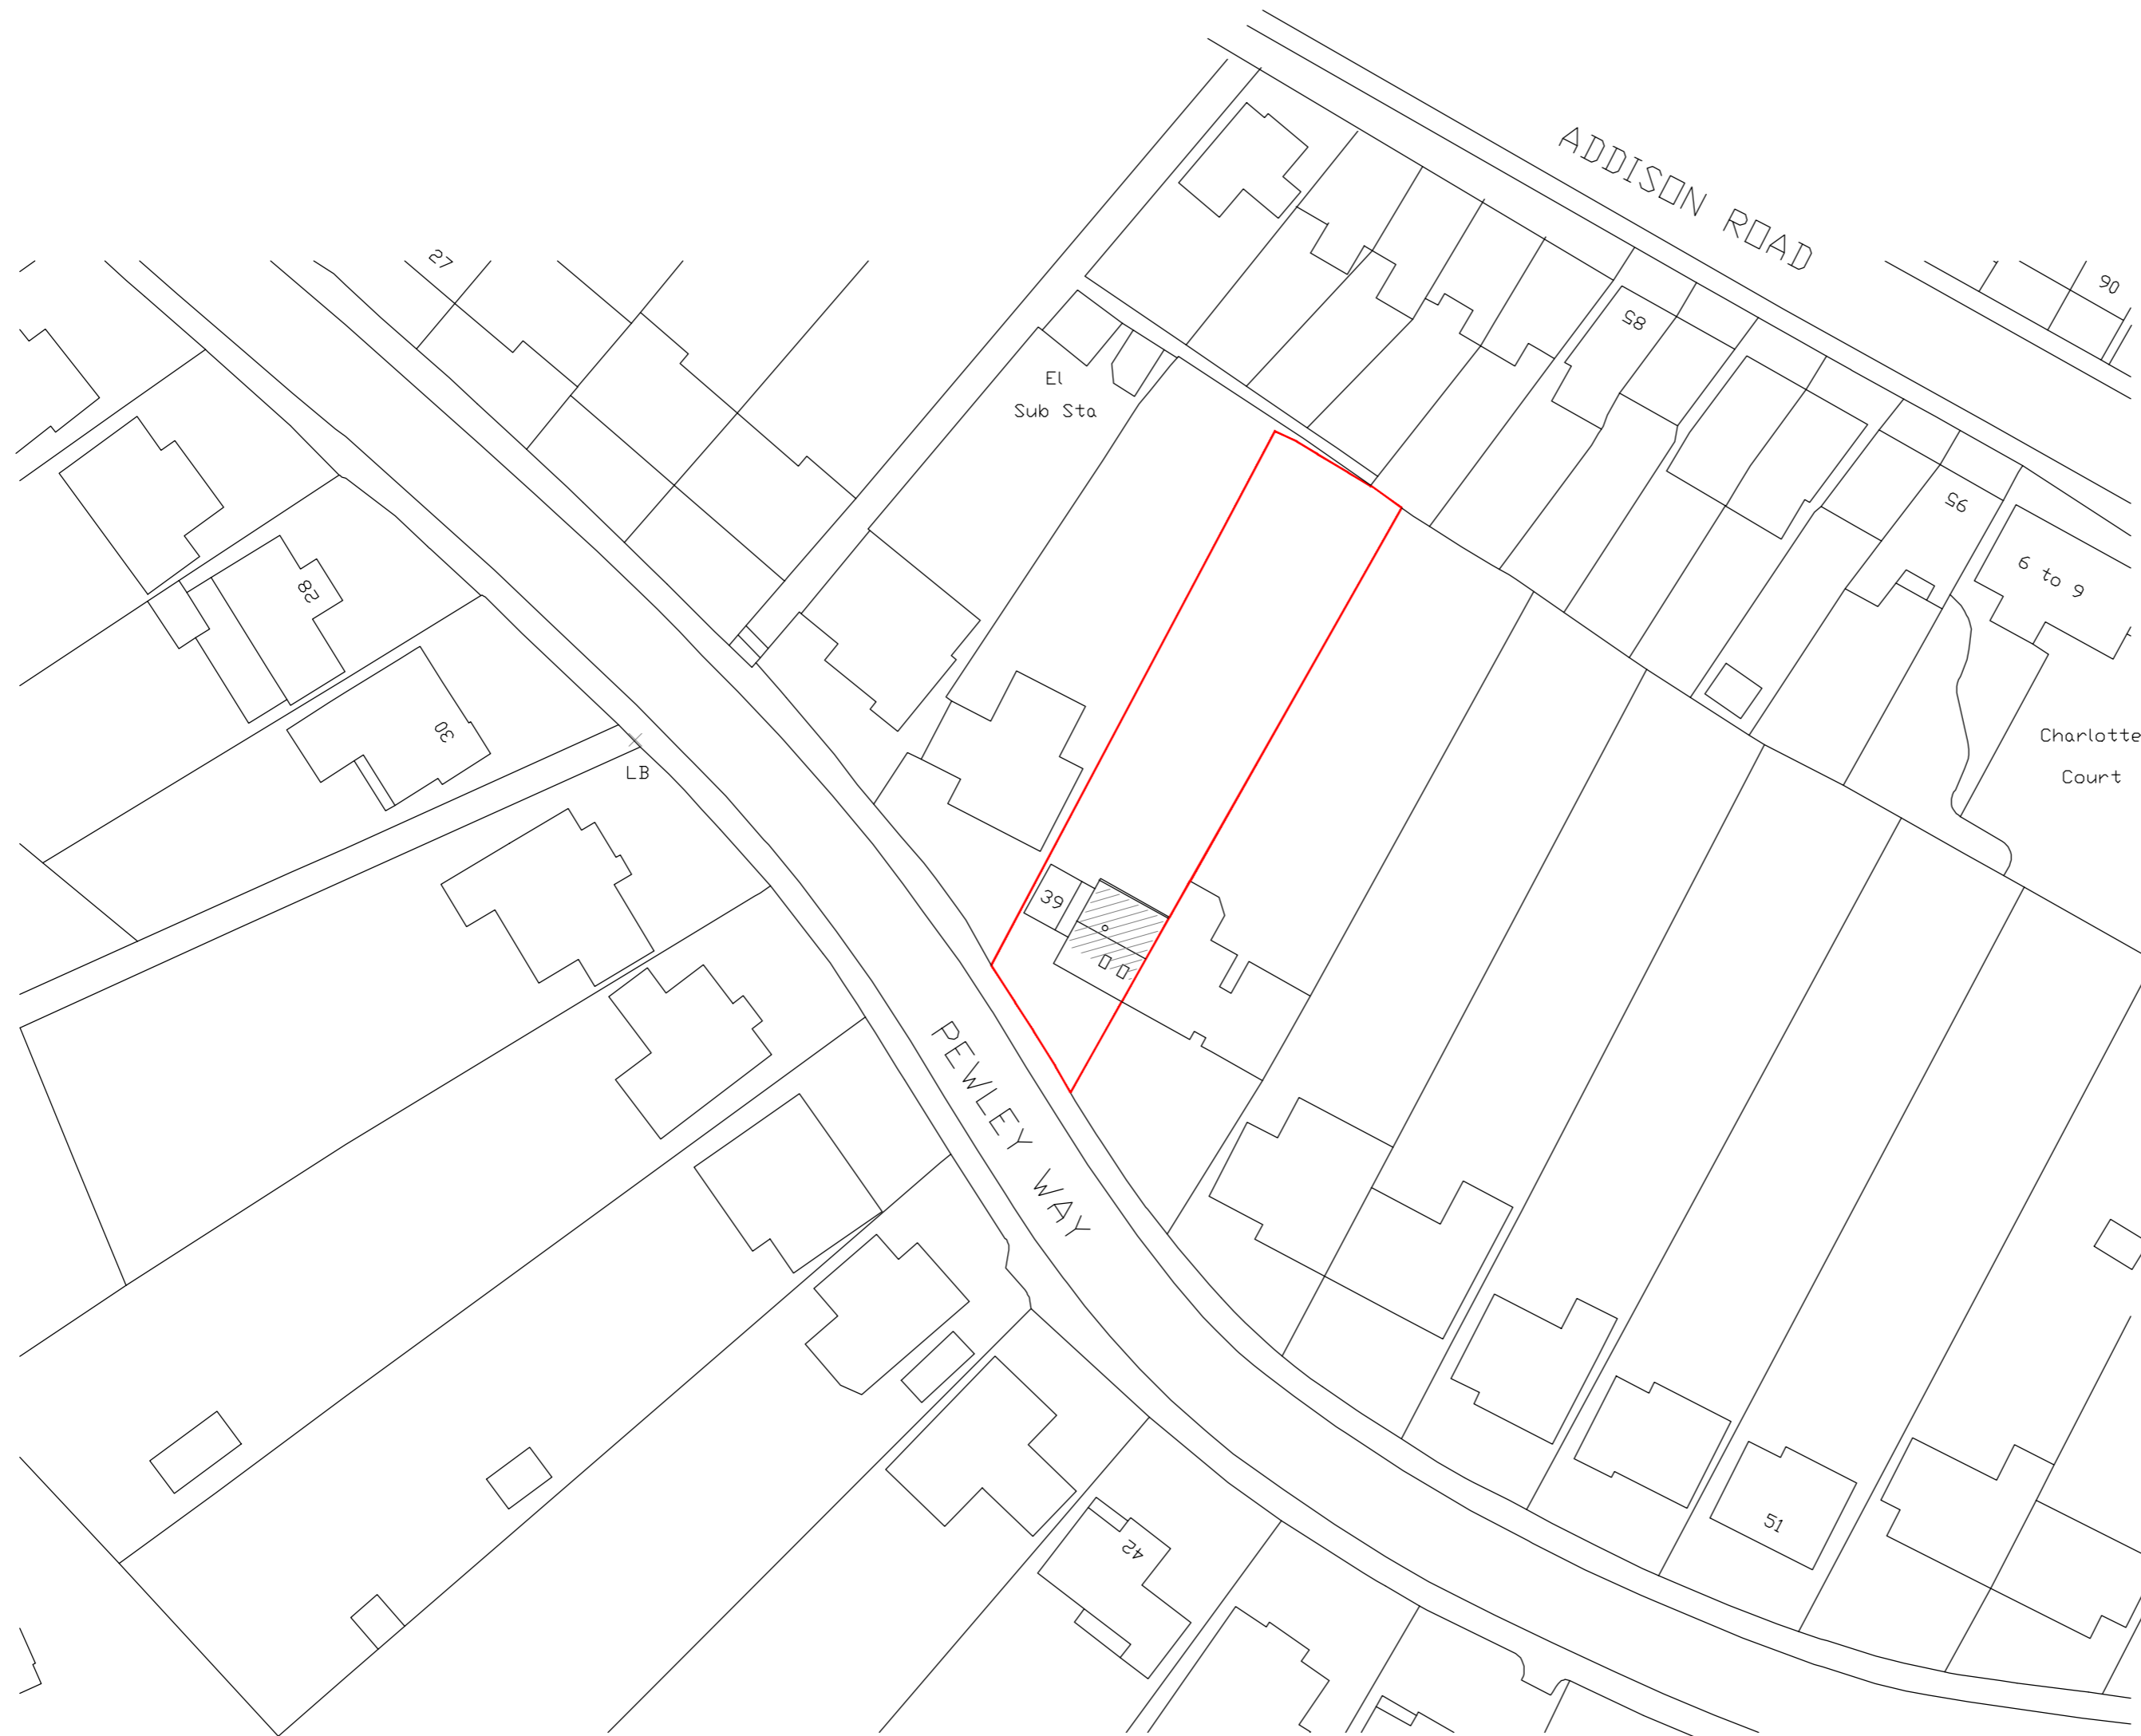 ADDISON ROAD
27
90
85
El
Sub Sta
95
6 to 9
28
30
Charlotte
Court
LB
39
PEWLEY WAY
51
42